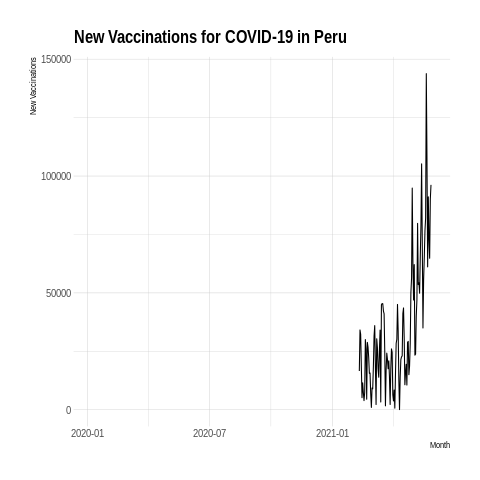 New Vaccinations for COVID-19 in Peru
New Vaccinations
150000
100000
50000
0
2020-01 2020-07 2021-01
Month